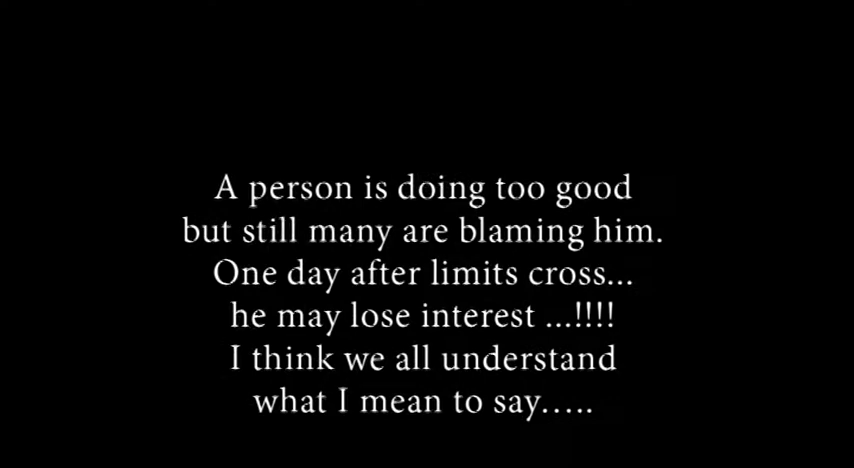 A person is doing too good
but still many are blaming him.
One day after limits cross...
he may lose interest ...!!!!
I think we all understand
what I mean to say.....